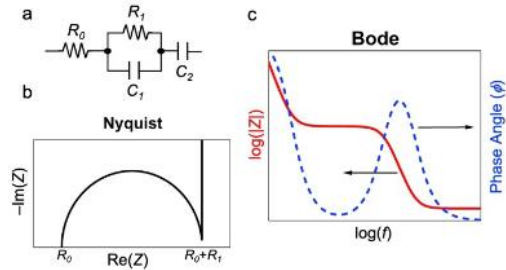 a
R₀
R₁
C₁
C₂
b
Nyquist
–Im(Z)
R₀
Re(Z)
R₀+R₁
c
Bode
log(|Z|)
Phase Angle (ϕ)
log(f)